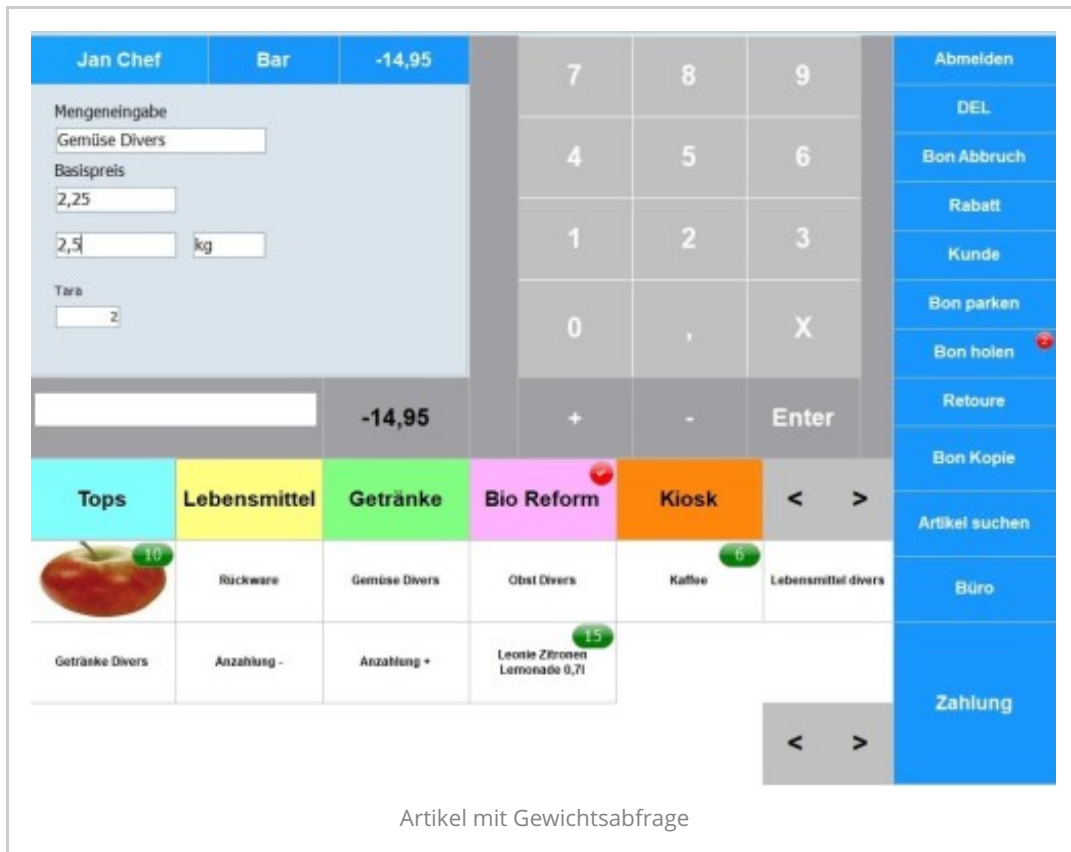 Jan Chef Bar -14,95
Mengeneingabe
Gemüse Divers
Basispreis
2,25
2,5 kg
Tara
2
-14,95
7 8 9
4 5 6
1 2 3
0 , X
+ - Enter
Abmelden
DEL
Bon Abbruch
Rabatt
Kunde
Bon parken
Bon holen 2
Retoure
Bon Kopie
Artikel suchen
Büro
Zahlung
Tops Lebensmittel Getränke Bio Reform Kiosk < >
10 Rückware Gemüse Divers Obst Divers Kaffee 6 Lebensmittel divers
Getränke Divers Anzahlung - Anzahlung + 15
Leonie Zitronen
Lemonade 0,7l
< >
Artikel mit Gewichtsabfrage